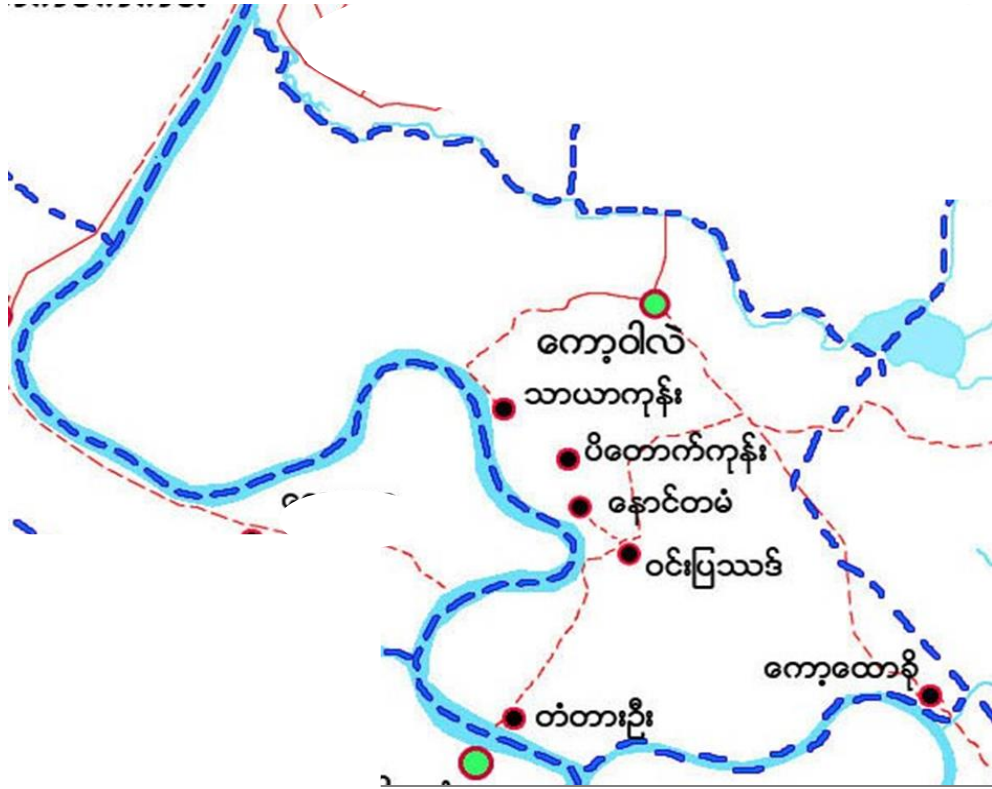 ကော့ဝါလဲ
သာယာကုန်း
ပိတောက်ကုန်း
နောင်တမံ
ဝင်းပြဿဒ်
ကော့ထောခို
တံတားဦး